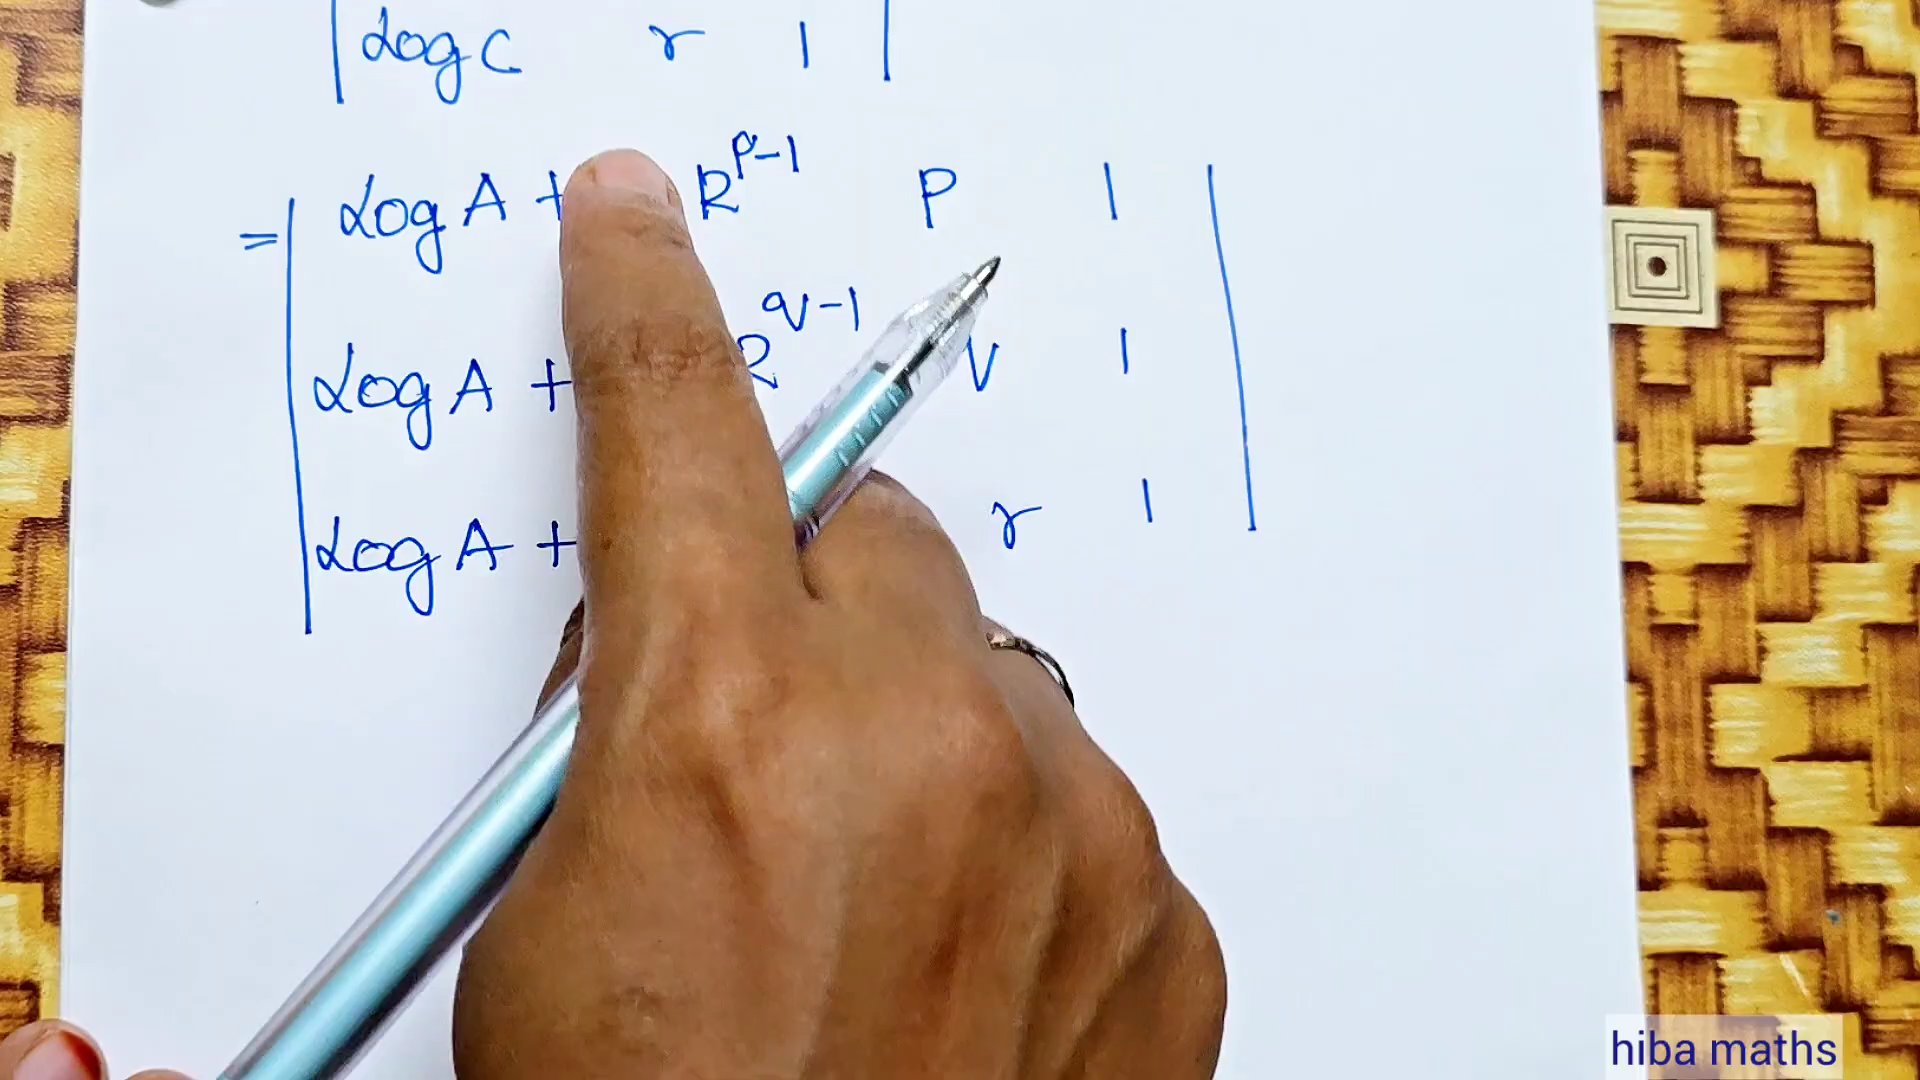 | Log C r 1 |
= | Log A + R^{p-1} P 1 |
| Log A + R^{q-1} 1 |
| Log A + r 1 |
hiba maths